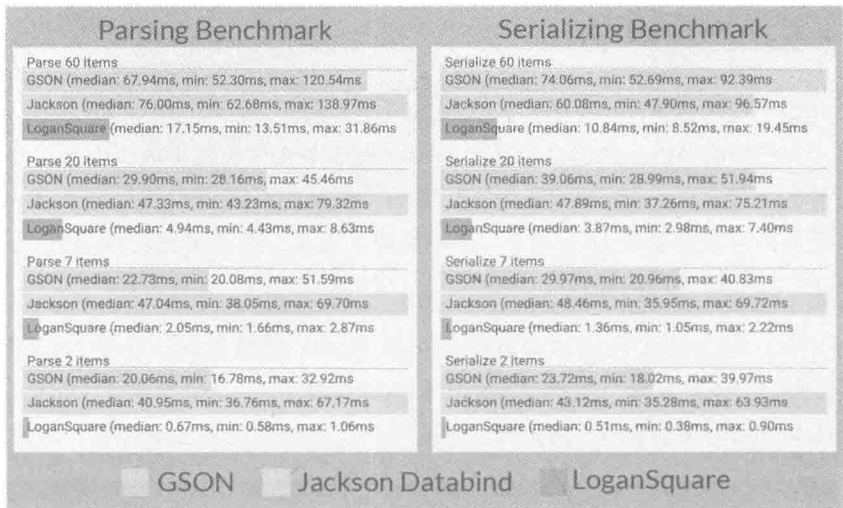 Parsing Benchmark
Parse 60 items
GSON (median: 67.94ms, min: 52.30ms, max: 120.54ms
Jackson (median: 76.00ms, min: 62.68ms, max: 138.97ms
LoganSquare (median: 17.15ms, min: 13.51ms, max: 31.86ms
Parse 20 items
GSON (median: 29.90ms, min: 28.16ms, max: 45.46ms
Jackson (median: 47.33ms, min: 43.23ms, max: 79.32ms
LoganSquare (median: 4.94ms, min: 4.43ms, max: 8.63ms
Parse 7 items
GSON (median: 22.73ms, min: 20.08ms, max: 51.59ms
Jackson (median: 47.04ms, min: 38.05ms, max: 69.70ms
LoganSquare (median: 2.05ms, min: 1.66ms, max: 2.87ms
Parse 2 items
GSON (median: 20.06ms, min: 16.78ms, max: 32.92ms
Jackson (median: 40.95ms, min: 36.76ms, max: 67.17ms
LoganSquare (median: 0.67ms, min: 0.58ms, max: 1.06ms
Serializing Benchmark
Serialize 60 items
GSON (median: 74.06ms, min: 52.69ms, max: 92.39ms
Jackson (median: 60.08ms, min: 47.90ms, max: 96.57ms
LoganSquare (median: 10.84ms, min: 8.52ms, max: 19.45ms
Serialize 20 items
GSON (median: 39.06ms, min: 28.99ms, max: 51.94ms
Jackson (median: 47.89ms, min: 37.26ms, max: 75.21ms
LoganSquare (median: 3.87ms, min: 2.98ms, max: 7.40ms
Serialize 7 items
GSON (median: 29.97ms, min: 20.96ms, max: 40.83ms
Jackson (median: 48.46ms, min: 35.95ms, max: 69.72ms
LoganSquare (median: 1.36ms, min: 1.05ms, max: 2.22ms
Serialize 2 items
GSON (median: 23.72ms, min: 18.02ms, max: 39.97ms
Jackson (median: 43.12ms, min: 35.28ms, max: 63.93ms
LoganSquare (median: 0.51ms, min: 0.38ms, max: 0.90ms
GSON Jackson Databind LoganSquare